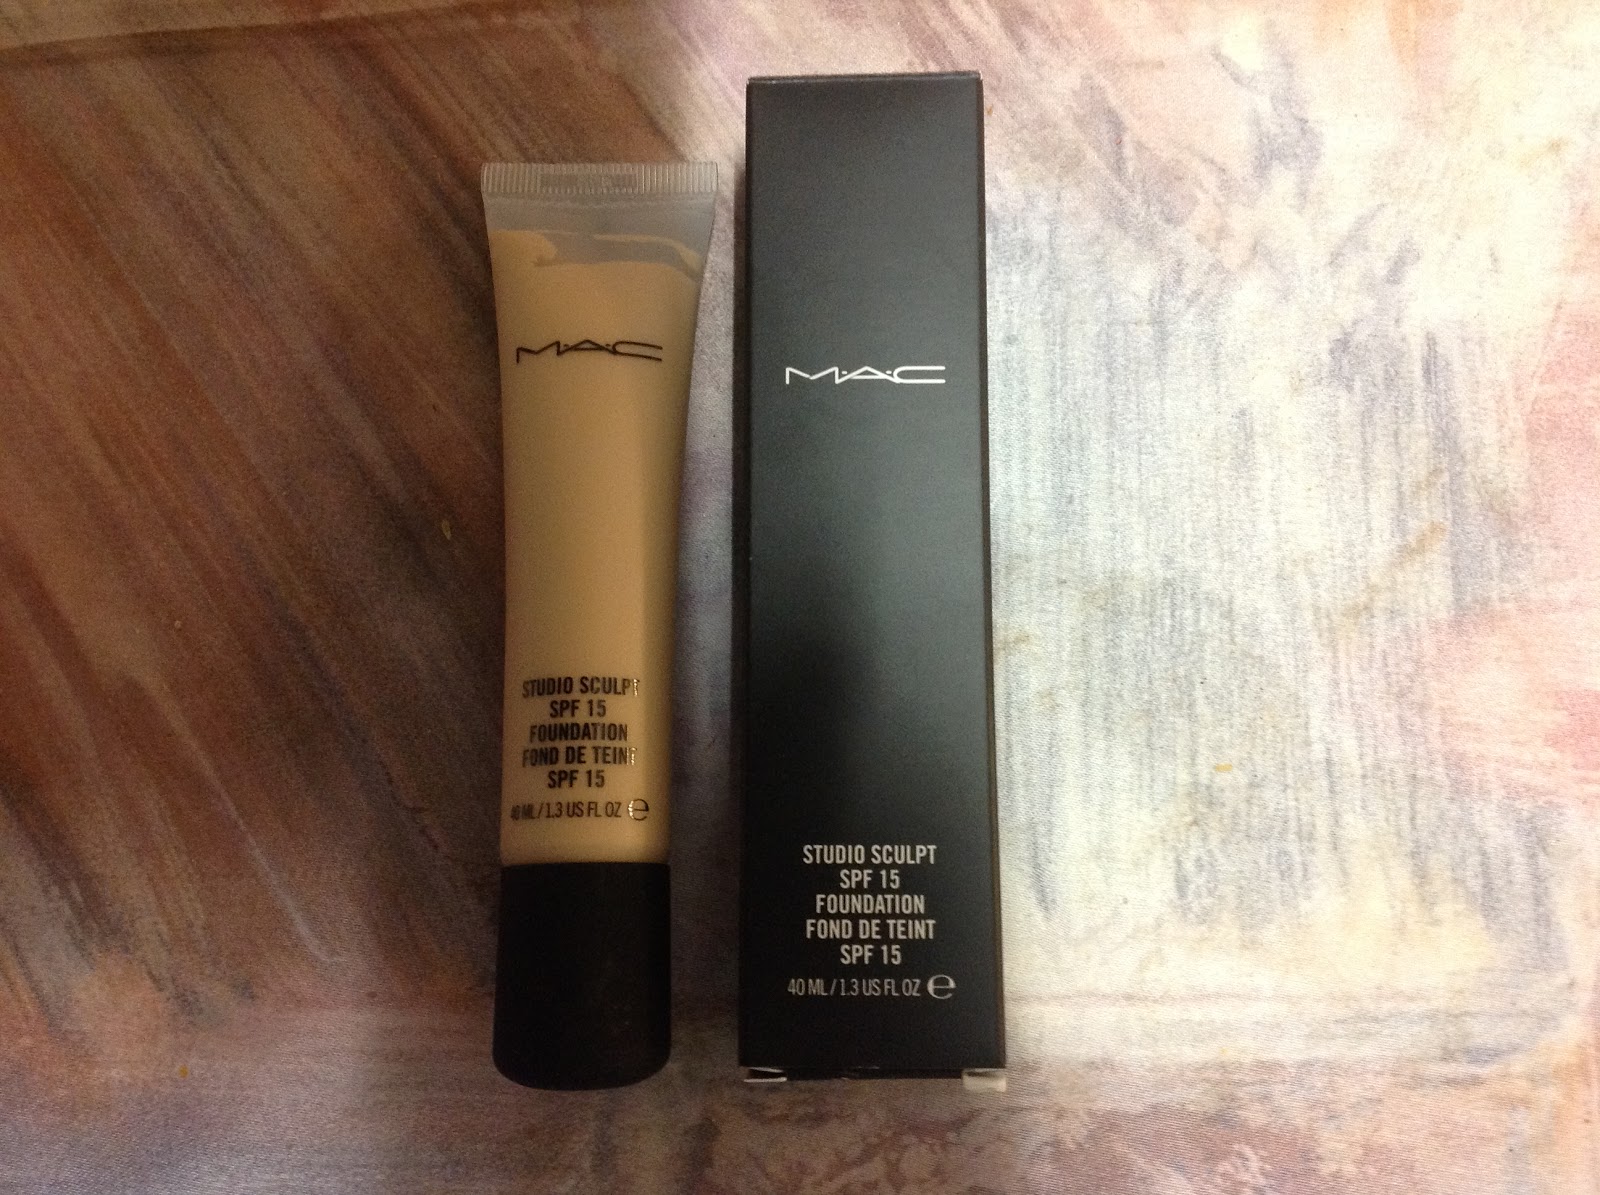 M·A·C
STUDIO SCULPT
SPF 15
FOUNDATION
FOND DE TEINT
SPF 15
40 ML / 1.3 US FL OZ ℮
M·A·C
STUDIO SCULPT
SPF 15
FOUNDATION
FOND DE TEINT
SPF 15
40 ML / 1.3 US FL OZ ℮